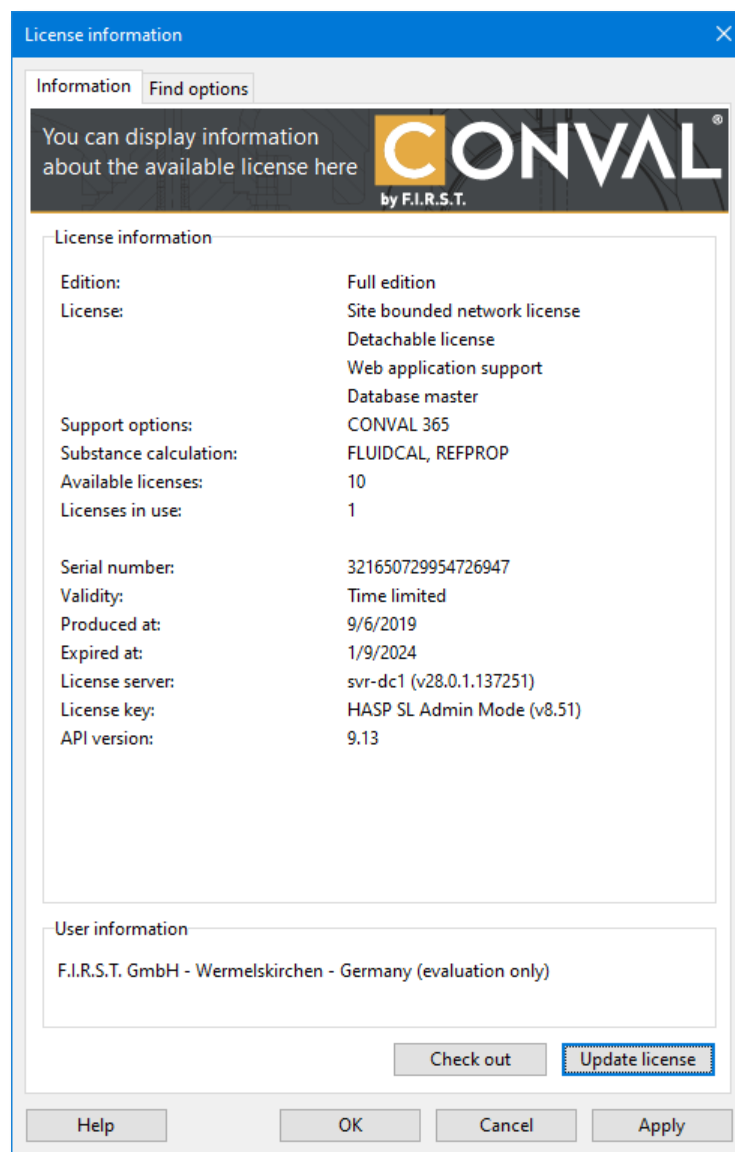 License information
Information
Find options
You can display information
about the available license here
CONVAL®
by F.I.R.S.T.
License information
Edition: Full edition
License: Site bounded network license
Detachable license
Web application support
Database master
Support options: CONVAL 365
Substance calculation: FLUIDCAL, REFPROP
Available licenses: 10
Licenses in use: 1
Serial number: 321650729954726947
Validity: Time limited
Produced at: 9/6/2019
Expired at: 1/9/2024
License server: svr-dc1 (v28.0.1.137251)
License key: HASP SL Admin Mode (v8.51)
API version: 9.13
User information
F.I.R.S.T. GmbH - Wermelskirchen - Germany (evaluation only)
Check out
Update license
Help
OK
Cancel
Apply